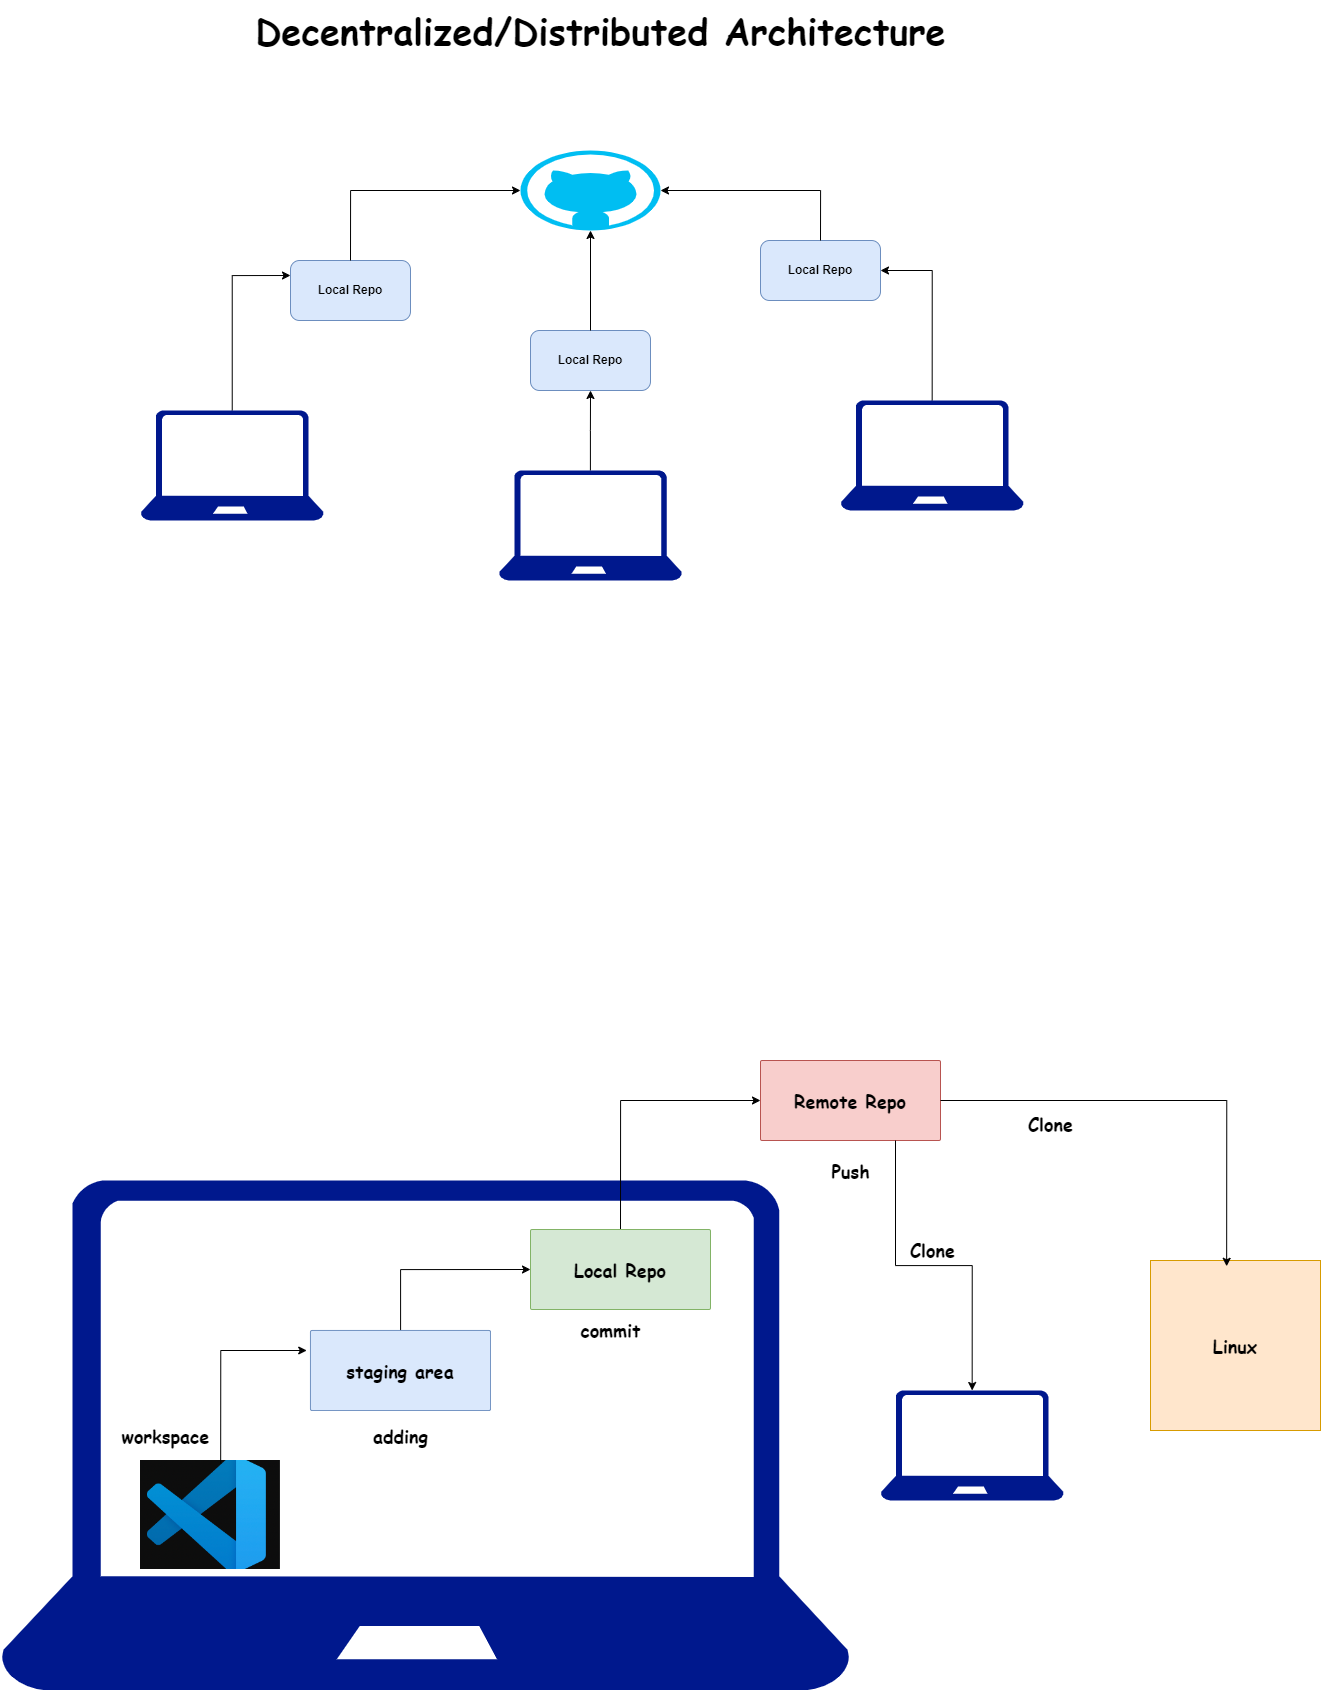 Decentralized/Distributed Architecture
Local Repo
Local Repo
Local Repo
Remote Repo
Clone
Push
Clone
Local Repo
commit
Linux
staging area
workspace
adding